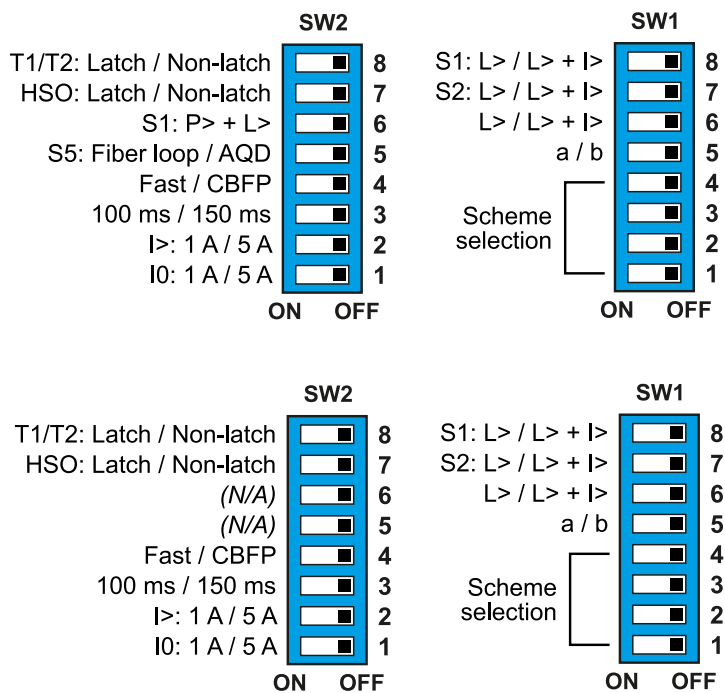 SW2
T1/T2: Latch / Non-latch 8
HSO: Latch / Non-latch 7
S1: P> + L> 6
S5: Fiber loop / AQD 5
Fast / CBFP 4
100 ms / 150 ms 3
I>: 1 A / 5 A 2
I0: 1 A / 5 A 1
ON OFF
SW1
S1: L> / L> + I> 8
S2: L> / L> + I> 7
L> / L> + I> 6
a / b 5
4
Scheme 3
selection 2
1
ON OFF
SW2
T1/T2: Latch / Non-latch 8
HSO: Latch / Non-latch 7
(N/A) 6
(N/A) 5
Fast / CBFP 4
100 ms / 150 ms 3
I>: 1 A / 5 A 2
I0: 1 A / 5 A 1
ON OFF
SW1
S1: L> / L> + I> 8
S2: L> / L> + I> 7
L> / L> + I> 6
a / b 5
4
Scheme 3
selection 2
1
ON OFF